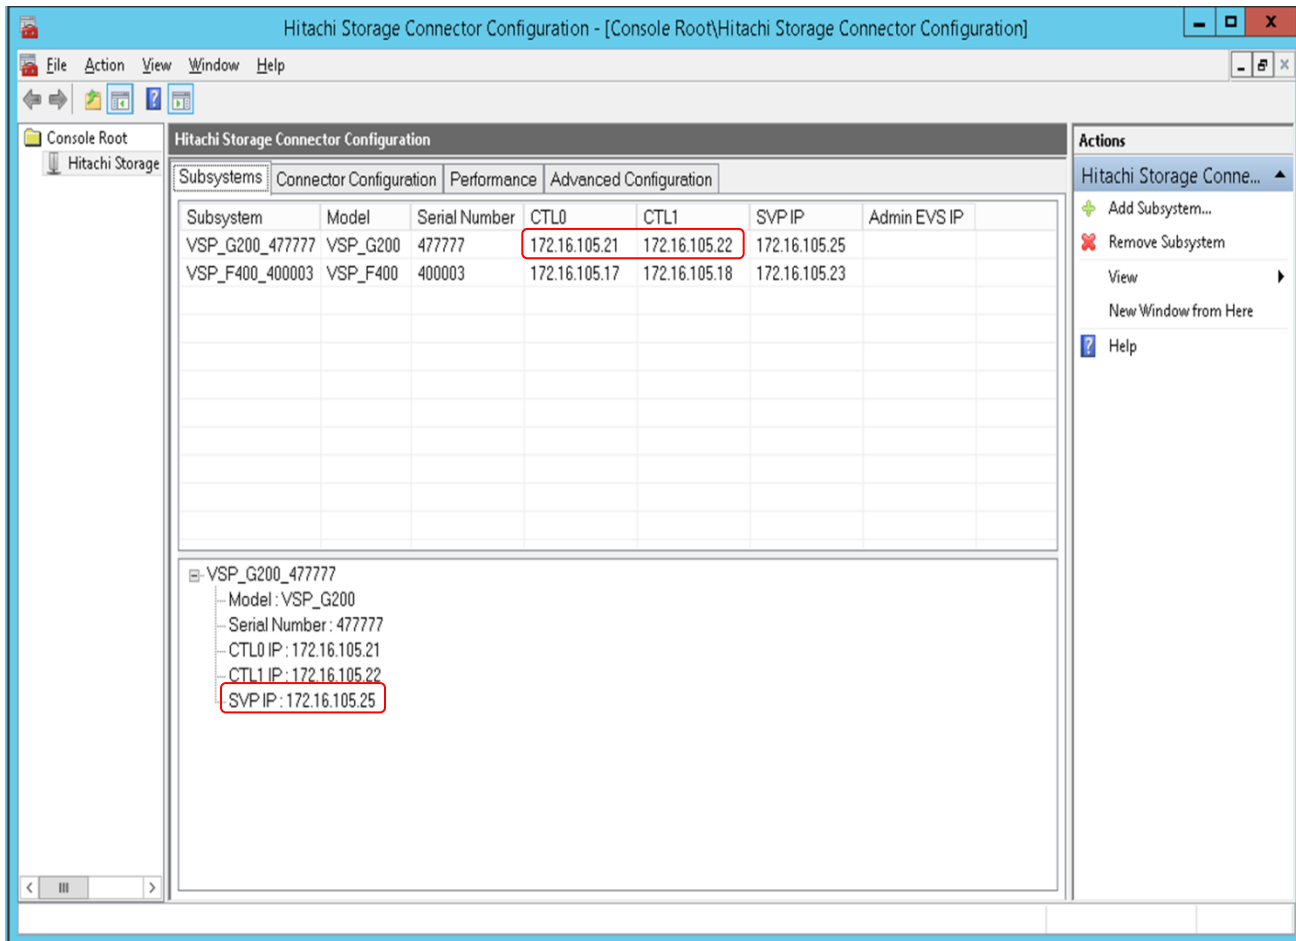 Hitachi Storage Connector Configuration - [Console Root\Hitachi Storage Connector Configuration]
File Action View Window Help
Console Root
Hitachi Storage
Hitachi Storage Connector Configuration
Subsystems Connector Configuration Performance Advanced Configuration
Subsystem Model Serial Number CTL0 CTL1 SVP IP Admin EVS IP
VSP_G200_477777 VSP_G200 477777 172.16.105.21 172.16.105.22 172.16.105.25
VSP_F400_400003 VSP_F400 400003 172.16.105.17 172.16.105.18 172.16.105.23
VSP_G200_477777
Model : VSP_G200
Serial Number : 477777
CTL0 IP : 172.16.105.21
CTL1 IP : 172.16.105.22
SVP IP : 172.16.105.25
Actions
Hitachi Storage Conne...
Add Subsystem...
Remove Subsystem
View
New Window from Here
Help